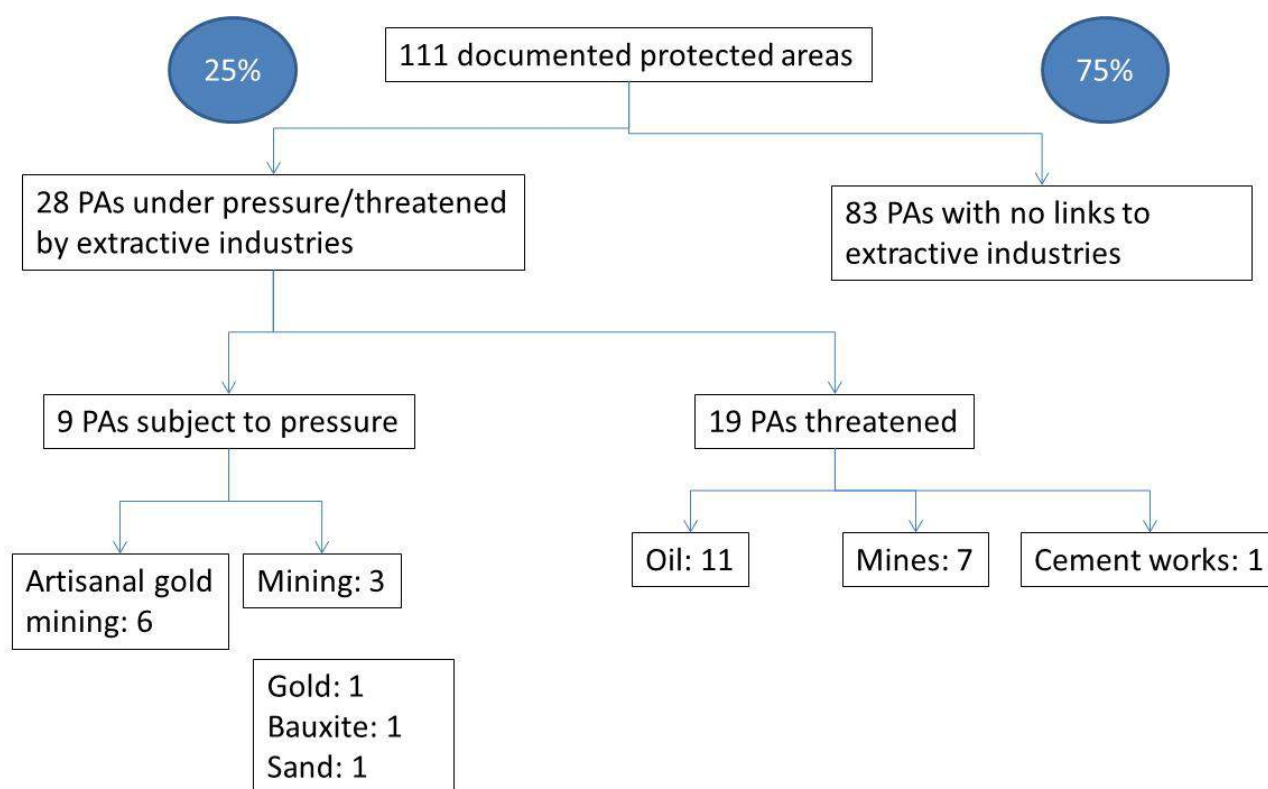 25%
111 documented protected areas
75%
28 PAs under pressure/threatened
by extractive industries
83 PAs with no links to
extractive industries
9 PAs subject to pressure
19 PAs threatened
Artisanal gold
mining: 6
Mining: 3
Oil: 11
Mines: 7
Cement works: 1
Gold: 1
Bauxite: 1
Sand: 1